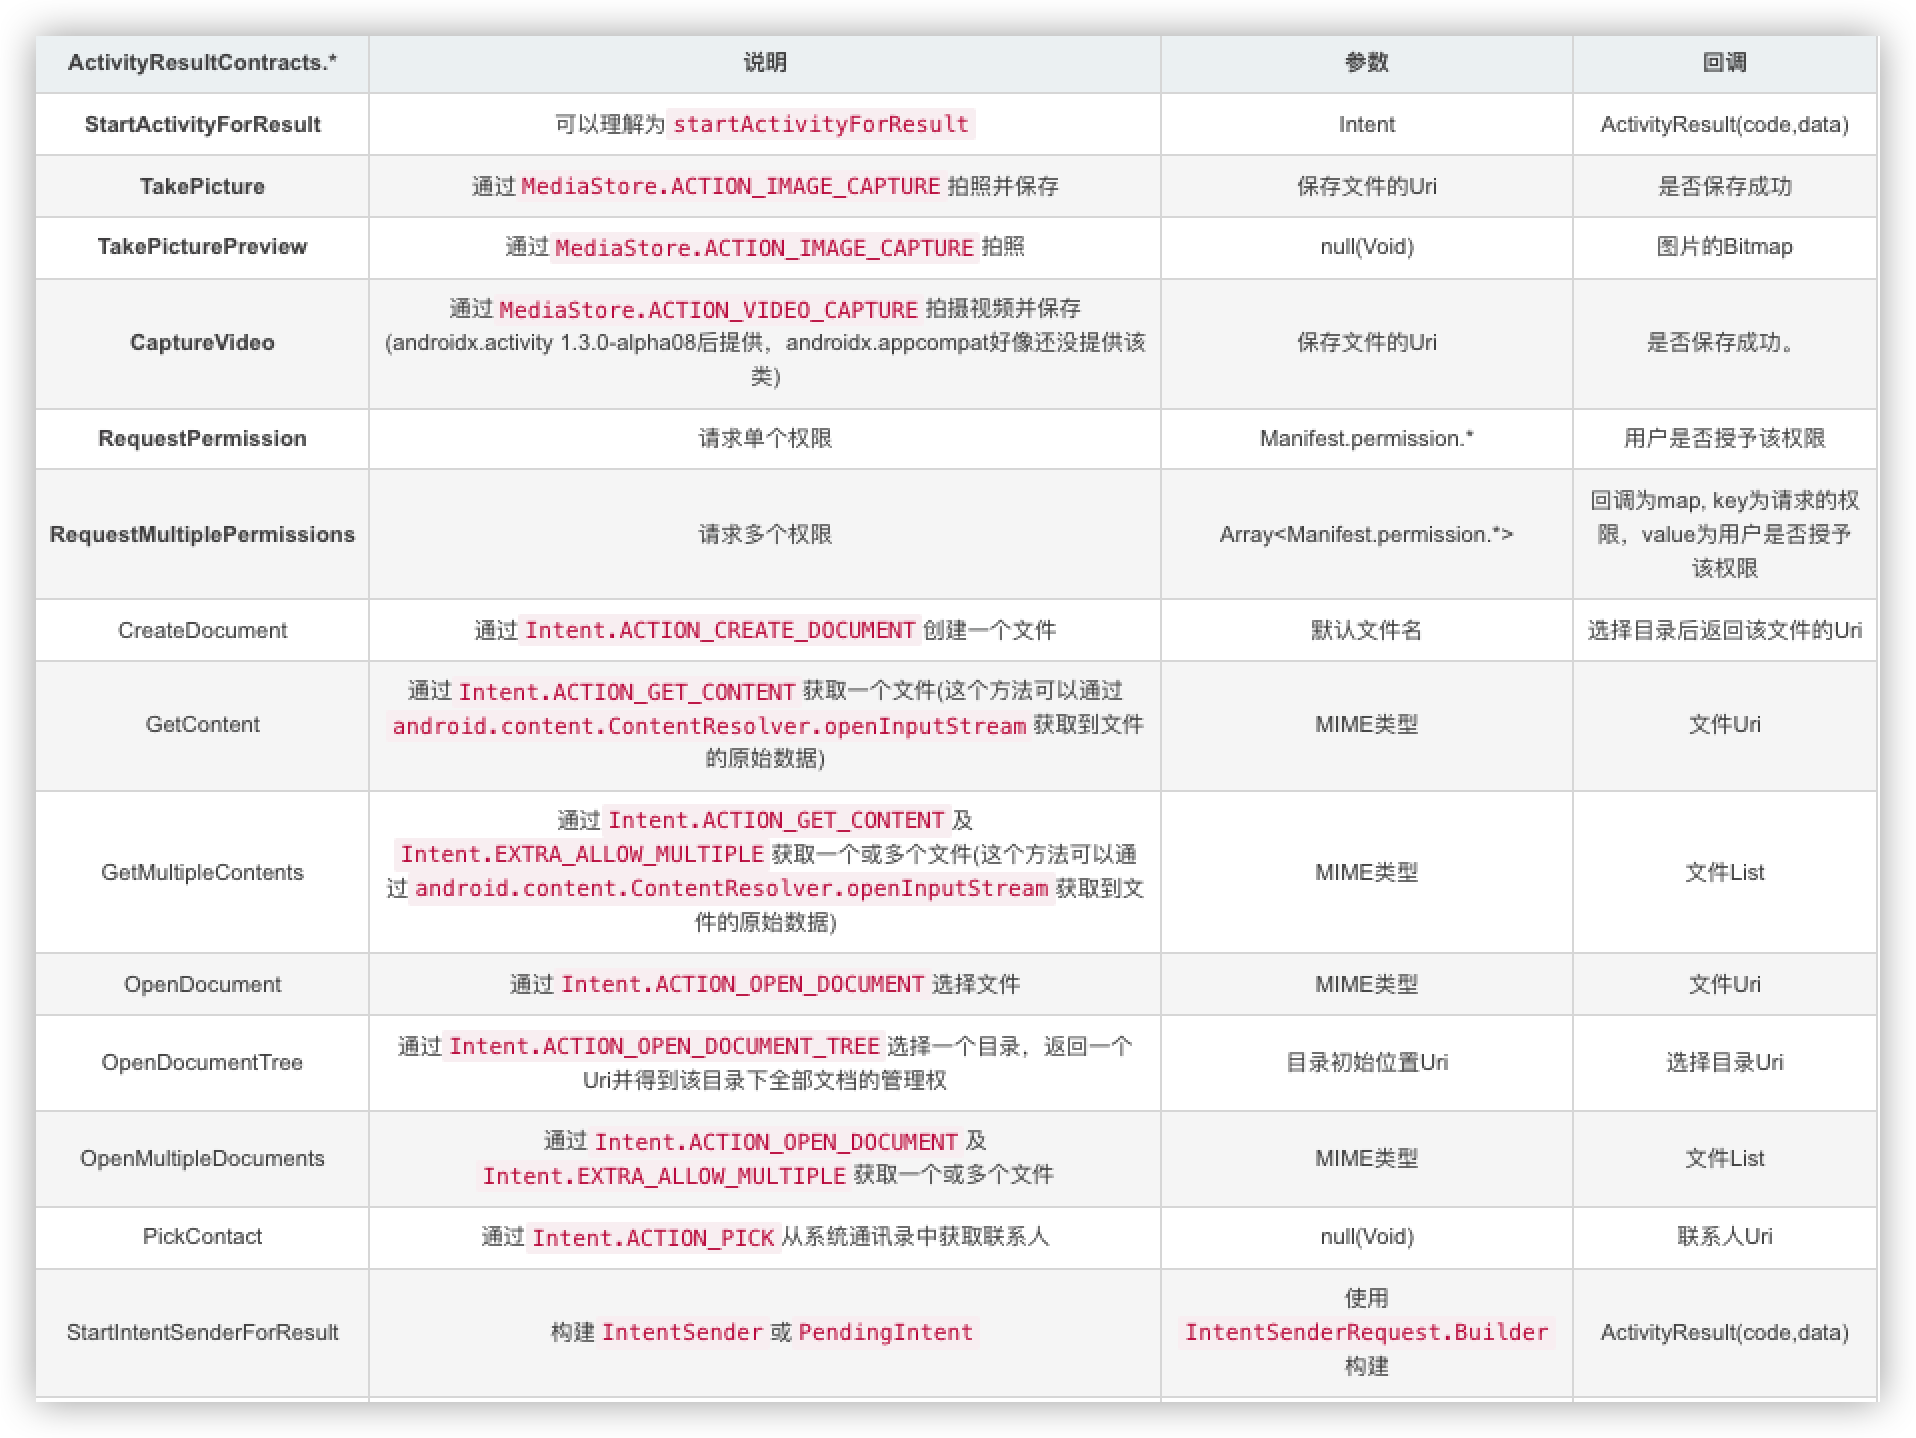 ActivityResultContracts.* 说明 参数 回调
StartActivityForResult 可以理解为 startActivityForResult Intent ActivityResult(code,data)
TakePicture 通过 MediaStore.ACTION_IMAGE_CAPTURE 拍照并保存 保存文件的Uri 是否保存成功
TakePicturePreview 通过 MediaStore.ACTION_IMAGE_CAPTURE 拍照 null(Void) 图片的Bitmap
通过 MediaStore.ACTION_VIDEO_CAPTURE 拍摄视频并保存
CaptureVideo (androidx.activity 1.3.0-alpha08后提供，androidx.appcompat好像还没提供该 保存文件的Uri 是否保存成功。
类)
RequestPermission 请求单个权限 Manifest.permission.* 用户是否授予该权限
回调为map, key为请求的权
RequestMultiplePermissions 请求多个权限 Array<Manifest.permission.*> 限，value为用户是否授予
该权限
CreateDocument 通过 Intent.ACTION_CREATE_DOCUMENT 创建一个文件 默认文件名 选择目录后返回该文件的Uri
通过 Intent.ACTION_GET_CONTENT 获取一个文件(这个方法可以通过
GetContent android.content.ContentResolver.openInputStream 获取到文件 MIME类型 文件Uri
的原始数据)
通过 Intent.ACTION_GET_CONTENT 及
GetMultipleContents Intent.EXTRA_ALLOW_MULTIPLE 获取一个或多个文件(这个方法可以通 MIME类型 文件List
过 android.content.ContentResolver.openInputStream 获取到文
件的原始数据)
OpenDocument 通过 Intent.ACTION_OPEN_DOCUMENT 选择文件 MIME类型 文件Uri
OpenDocumentTree 通过 Intent.ACTION_OPEN_DOCUMENT_TREE 选择一个目录，返回一个 目录初始位置Uri 选择目录Uri
Uri并得到该目录下全部文档的管理权
OpenMultipleDocuments 通过 Intent.ACTION_OPEN_DOCUMENT 及 MIME类型 文件List
Intent.EXTRA_ALLOW_MULTIPLE 获取一个或多个文件
PickContact 通过 Intent.ACTION_PICK 从系统通讯录中获取联系人 null(Void) 联系人Uri
使用
StartIntentSenderForResult 构建 IntentSender 或 PendingIntent IntentSenderRequest.Builder ActivityResult(code,data)
构建